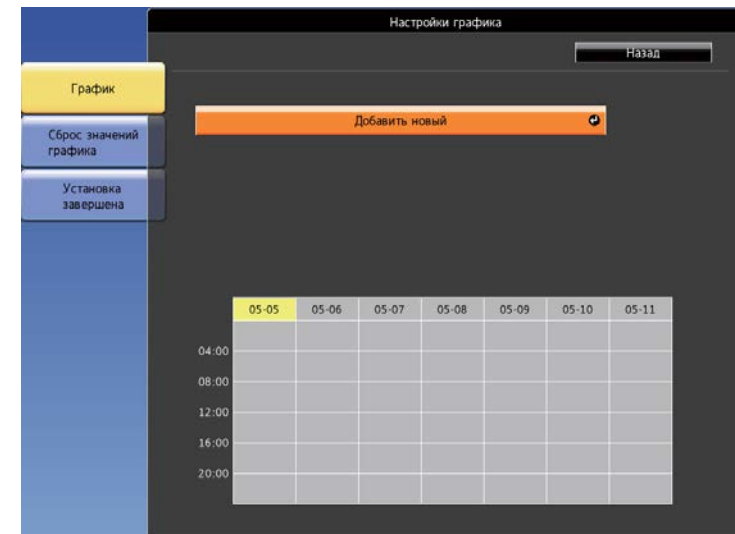 Настройки графика
Назад
График
Добавить новый
Сброс значений
графика
Установка
завершена
05-05 05-06 05-07 05-08 05-09 05-10 05-11
04:00
08:00
12:00
16:00
20:00